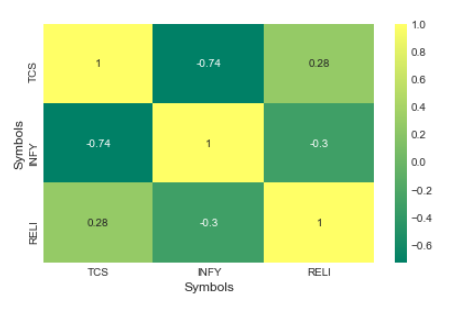 1.0
TCS 1 -0.74 0.28
0.8
0.6
0.4
Symbols
INFY -0.74 1 -0.3
0.2
0.0
−0.2
RELI 0.28 -0.3 1
−0.4
−0.6
TCS INFY RELI
Symbols